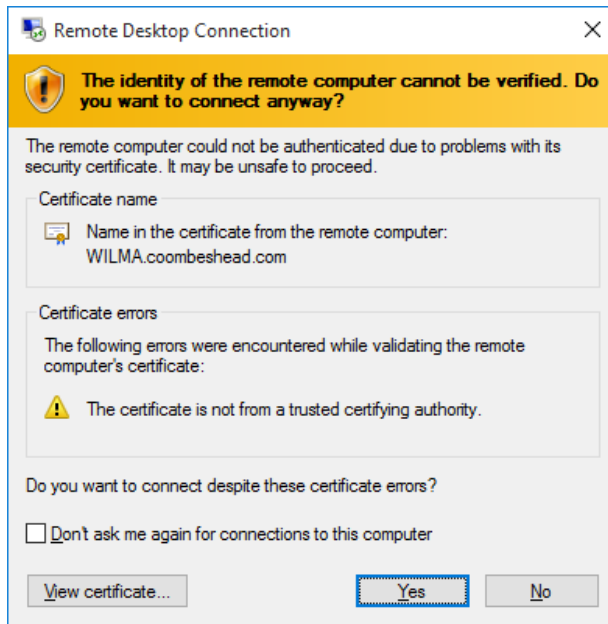 Remote Desktop Connection
The identity of the remote computer cannot be verified. Do
you want to connect anyway?
The remote computer could not be authenticated due to problems with its
security certificate. It may be unsafe to proceed.
Certificate name
Name in the certificate from the remote computer:
WILMA.coombeshead.com
Certificate errors
The following errors were encountered while validating the remote
computer's certificate:
The certificate is not from a trusted certifying authority.
Do you want to connect despite these certificate errors?
Don't ask me again for connections to this computer
View certificate...
Yes
No